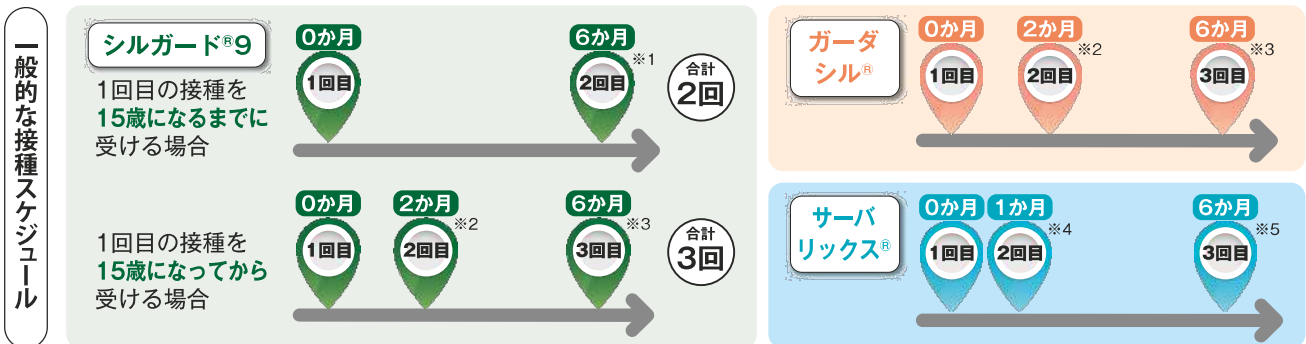 一般的な接種スケジュール
シルガード®9
1回目の接種を
15歳になるまでに
受ける場合
0か月
1回目
6か月
※1
2回目
合計
2回
1回目の接種を
15歳になってから
受ける場合
0か月
1回目
2か月
※2
2回目
6か月
※3
3回目
合計
3回
ガーダ
シル®
0か月
1回目
2か月
※2
2回目
6か月
※3
3回目
サーバ
リックス®
0か月
1回目
1か月
※4
2回目
6か月
※5
3回目